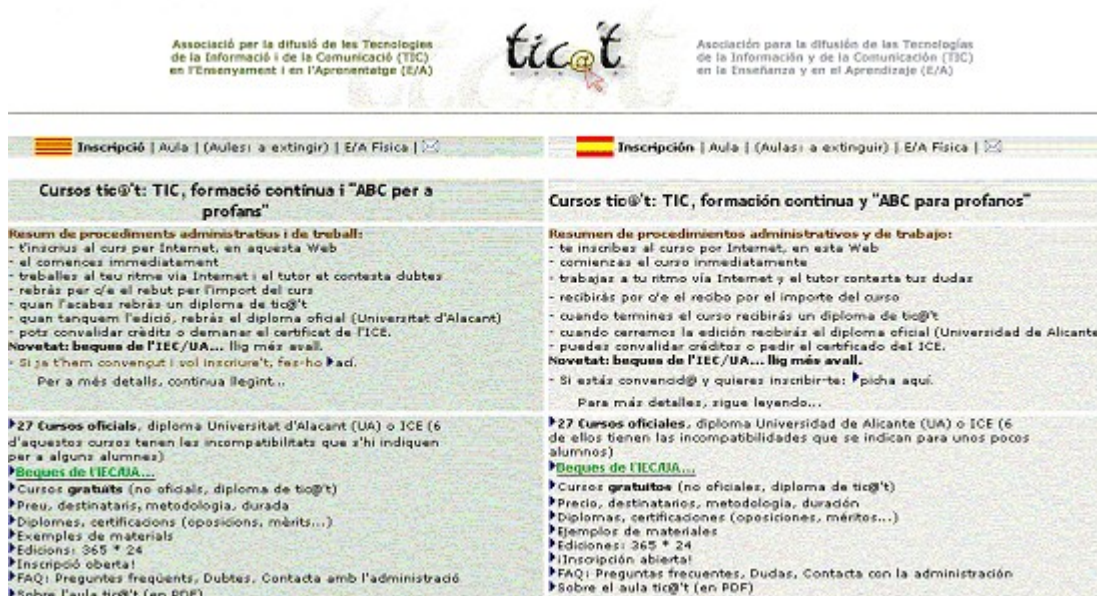 Associació per la difusió de les Tecnologies
de la Informació i de la Comunicació (TIC)
en l'Ensenyament i en l'Aprenentatge (E/A)
tic@'t
Asociación para la difusión de las Tecnologías
de la Información y de la Comunicación (TIC)
en la Enseñanza y en el Aprendizaje (E/A)
Inscripció | Aula | (Aules: a extingir) | E/A Física |
Inscripción | Aula | (Aulas: a extinguir) | E/A Física |
Cursos tic@'t: TIC, formació contínua i "ABC per a
profans"
Resum de procediments administratius i de treball:
- t'inscrius al curs per Internet, en aquesta Web
- el comences immediatament
- treballes al teu ritme via Internet i el tutor et contesta dubtes
- rebràs per c/e el rebut per l'import del curs
- quan l'acabes rebràs un diploma de tic@'t
- quan tanquem l'edició, rebràs el diploma oficial (Universitat d'Alacant)
- pots convalidar crèdits o demanar el certificat de l'ICE.
Novetat: beques de l'IEC/UA... llig més avall.
- Si ja t'hem convençut i vol inscriure't, fes-ho ací.
Per a més detalls, continua llegint...
27 Cursos oficials, diploma Universitat d'Alacant (UA) o ICE (6
d'aquestos cursos tenen les incompatibilitats que s'hi indiquen
per a alguns alumnes)
Beques de l'IEC/UA...
Cursos gratuïts (no oficials, diploma de tic@'t)
Preu, destinataris, metodologia, durada
Diplomes, certificacions (oposicions, mèrits...)
Exemples de materials
Edicions: 365 * 24
Inscripció oberta!
FAQ: Preguntes freqüents, Dubtes, Contacta amb l'administració
Sobre l'aula tic@'t (en PDF)
Cursos tic@'t: TIC, formación continua y "ABC para profanos"
Resumen de procedimientos administrativos y de trabajo:
- te inscribes al curso por Internet, en esta Web
- comienzas el curso inmediatamente
- trabajas a tu ritmo vía Internet y el tutor contesta tus dudas
- recibirás por c/e el recibo por el importe del curso
- cuando termines el curso recibirás un diploma de tic@'t
- cuando cerremos la edición recibirás el diploma oficial (Universidad de Alicante
- puedes convalidar créditos o pedir el certificado deI ICE.
Novetat: beques de l'IEC/UA... llig més avall.
- Si estás convencid@ y quieres inscribir-te: picha aquí.
Para más detalles, sigue leyendo...
27 Cursos oficiales, diploma Universidad de Alicante (UA) o ICE (6
de ellos tienen las incompatibilidades que se indican para unos pocos
alumnos)
Beques de l'IEC/UA...
Cursos gratuitos (no oficiales, diploma de tic@'t)
Precio, destinatarios, metodología, duración
Diplomas, certificaciones (oposiciones, méritos...)
Ejemplos de materiales
Ediciones: 365 * 24
¡Inscripción abierta!
FAQ: Preguntas frecuentes, Dudas, Contacta con la administración
Sobre el aula tic@'t (en PDF)